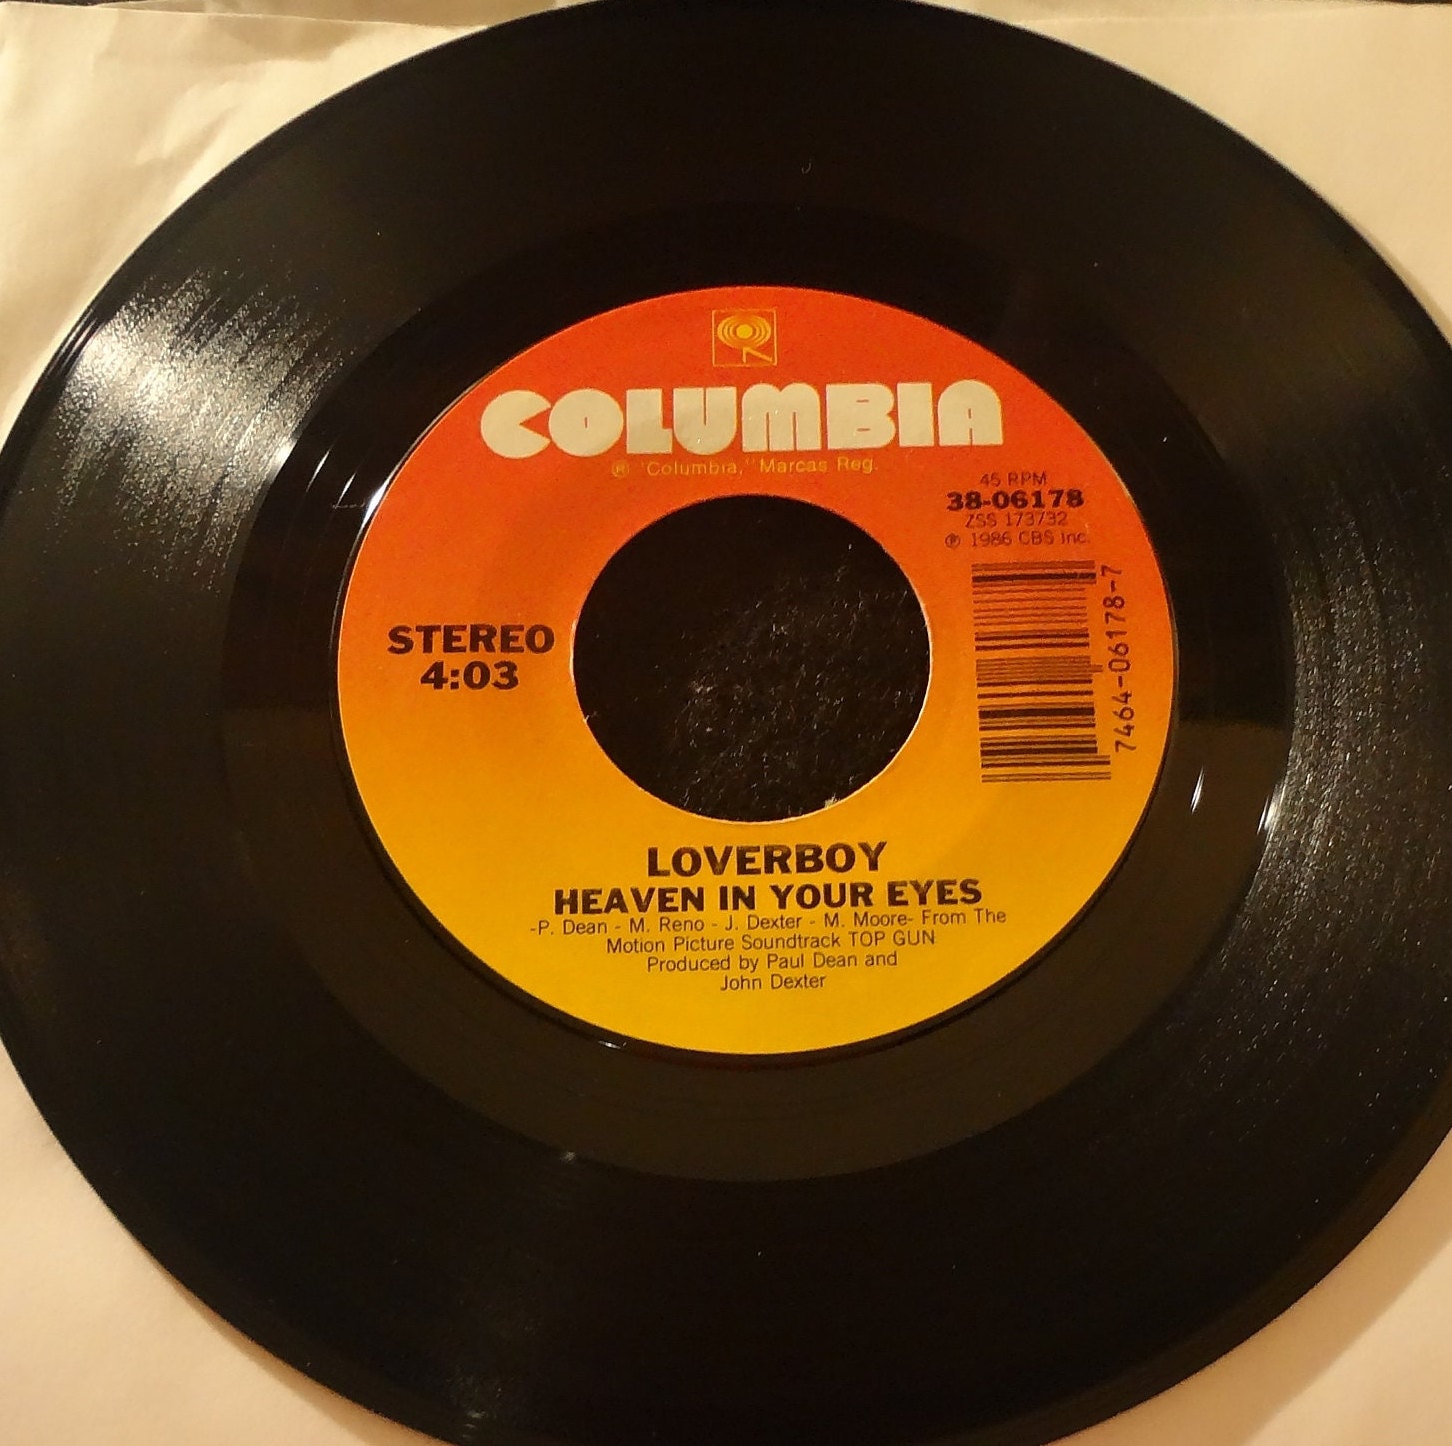 COLUMBIA
® "Columbia," Marcas Reg.
45 RPM
38-06178
ZSS 173732
℗ 1986 CBS Inc.
STEREO
4:03
7464-06178-7
LOVERBOY
HEAVEN IN YOUR EYES
-P. Dean - M. Reno - J. Dexter - M. Moore- From The
Motion Picture Soundtrack TOP GUN
Produced by Paul Dean and
John Dexter